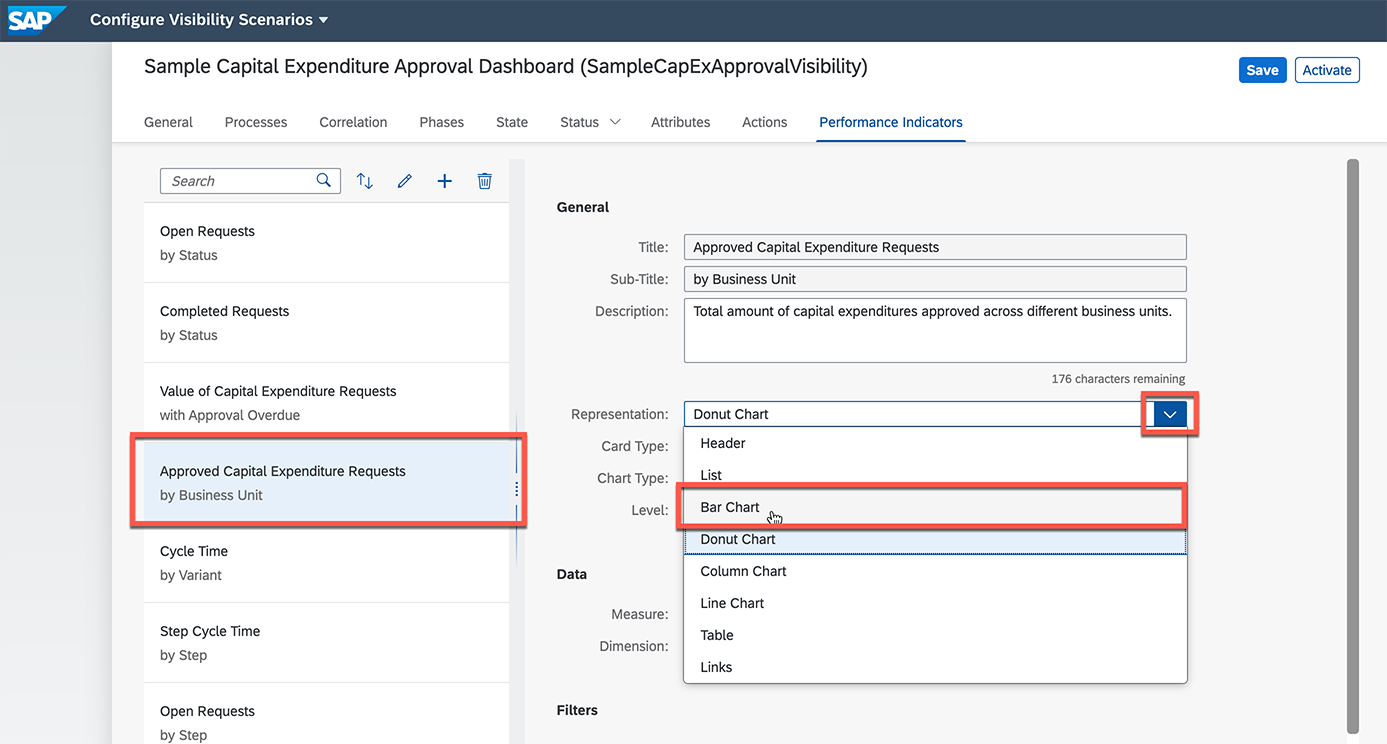 SAP Configure Visibility Scenarios
Sample Capital Expenditure Approval Dashboard (SampleCapExApprovalVisibility)
Save Activate
General Processes Correlation Phases State Status Attributes Actions Performance Indicators
Search
Open Requests
by Status
Completed Requests
by Status
Value of Capital Expenditure Requests
with Approval Overdue
Approved Capital Expenditure Requests
by Business Unit
Cycle Time
by Variant
Step Cycle Time
by Step
Open Requests
by Step
General
Title: Approved Capital Expenditure Requests
Sub-Title: by Business Unit
Description: Total amount of capital expenditures approved across different business units.
176 characters remaining
Representation: Donut Chart
Card Type:
Chart Type:
Level:
Header
List
Bar Chart
Donut Chart
Column Chart
Line Chart
Table
Links
Data
Measure:
Dimension:
Filters